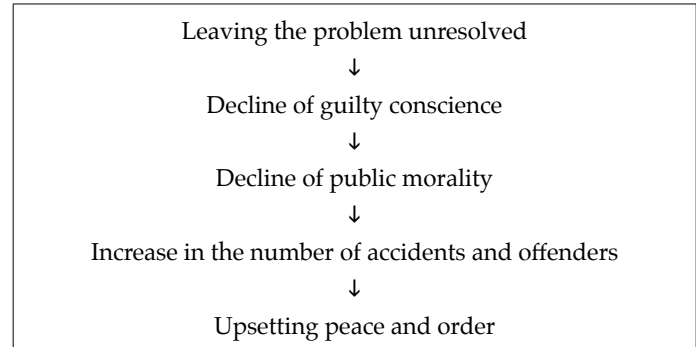 Leaving the problem unresolved
↓
Decline of guilty conscience
↓
Decline of public morality
↓
Increase in the number of accidents and offenders
↓
Upsetting peace and order